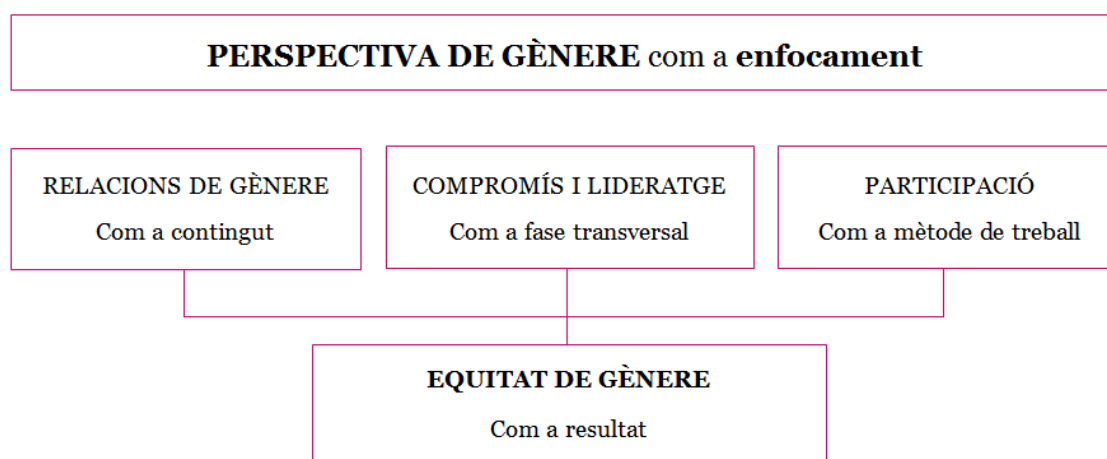 PERSPECTIVA DE GÈNERE com a enfocament
RELACIONS DE GÈNERE
Com a contingut
COMPROMÍS I LIDERATGE
Com a fase transversal
PARTICIPACIÓ
Com a mètode de treball
EQUITAT DE GÈNERE
Com a resultat